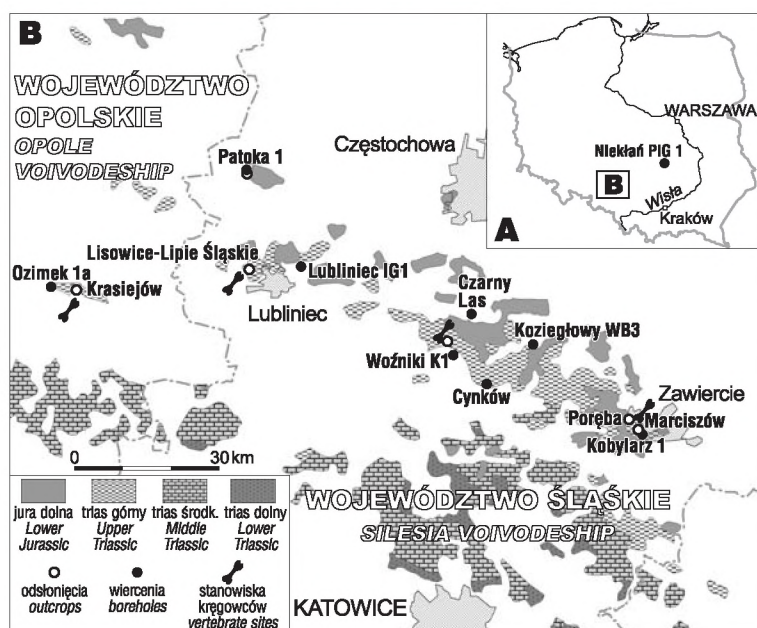 B
WOJEWÓDZTWO
OPOLSKIE
OPOLE
VOIVODESHIP
Patoka 1
Częstochowa
WARSZAWA
Niekłań PIG 1
B
Wisła
Kraków
A
Lisowice-Lipie Śląskie
Ozimek 1a
Krasiejów
Lubliniec IG1
Lubliniec
Czarny
Las
Koziegłowy WB3
Woźniki K1
Cynków
Zawiercie
Poręba
Marciszów
Kobylarz 1
0 30 km
WOJEWÓDZTWO ŚLĄSKIE
SILESIA VOIVODESHIP
KATOWICE
jura dolna trias górny trias środk. trias dolny
Lower Upper Middle Lower
Jurassic Triassic Triassic Triassic
odsłonięcia wiercenia stanowiska
outcrops boreholes kręgowców
vertebrate sites